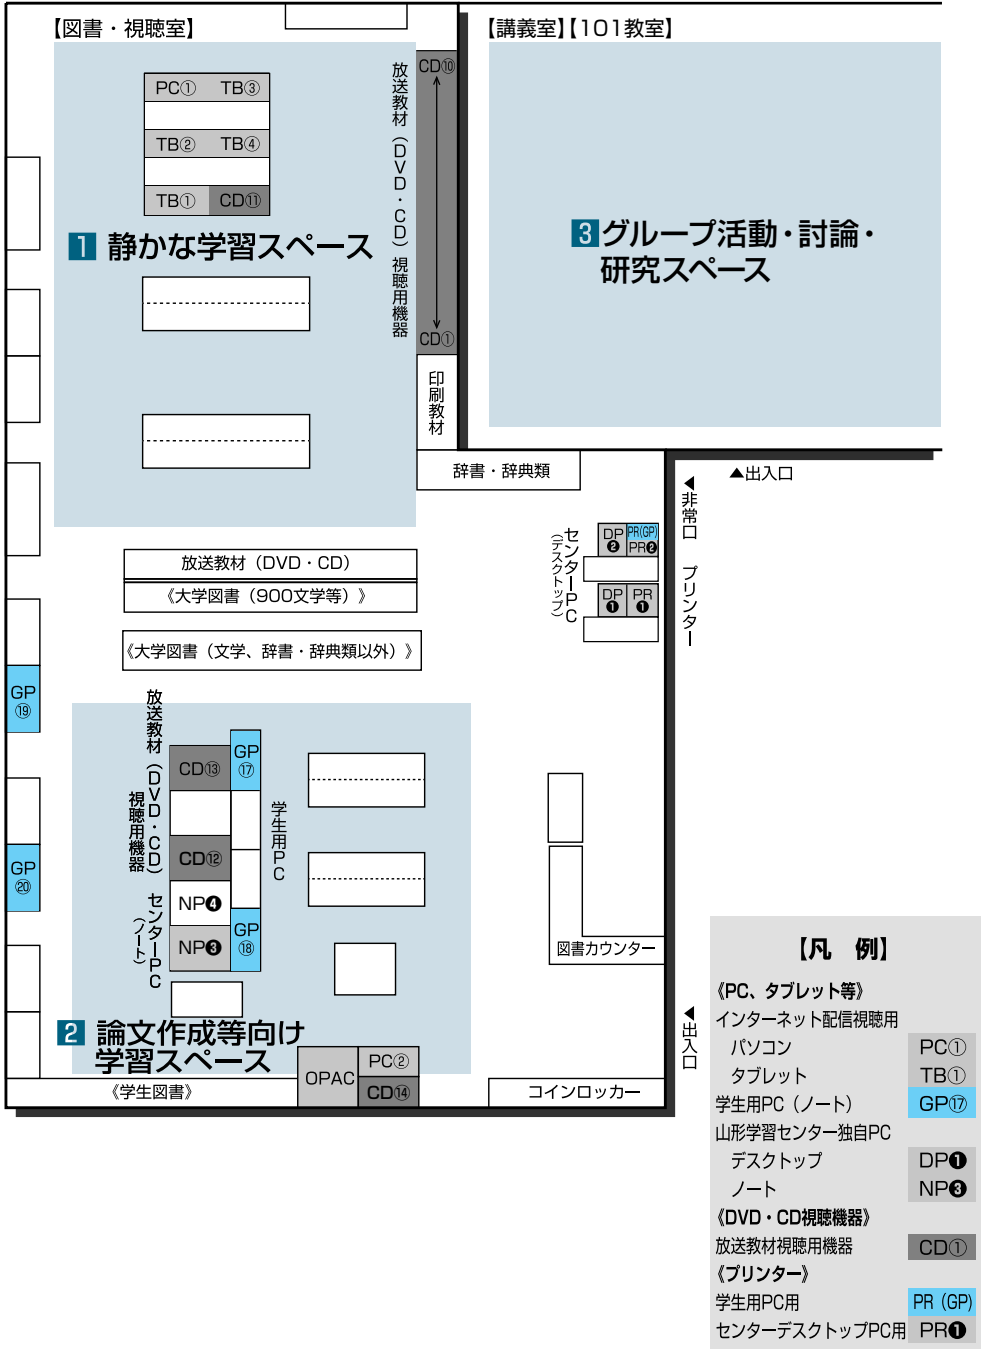 【図書・視聴室】
【講義室】【101教室】
PC① TB③
TB② TB④
TB① CD⑪
放送教材（DVD・CD）視聴用機器
CD⑩
CD①
1 静かな学習スペース
3 グループ活動・討論・
研究スペース
印刷教材
辞書・辞典類
▲出入口
◀非常口
プリンター
センターPC
（デスクトップ）
DP❷ PR(GP)
PR❷
DP❶ PR❶
放送教材（DVD・CD）
《大学図書（900文学等）》
《大学図書（文学、辞書・辞典類以外）》
GP⑲
GP⑳
放送教材（DVD・CD）
視聴用機器
センターPC
（ノート）
CD⑬
GP⑰
CD⑫
NP❹
NP❸
GP⑱
学生用PC
図書カウンター
◀出入口
2 論文作成等向け
学習スペース
OPAC
PC②
CD⑭
《学生図書》
コインロッカー
【凡 例】
《PC、タブレット等》
インターネット配信視聴用
パソコン PC①
タブレット TB①
学生用PC（ノート） GP⑰
山形学習センター独自PC
デスクトップ DP❶
ノート NP❸
《DVD・CD視聴機器》
放送教材視聴用機器 CD①
《プリンター》
学生用PC用 PR（GP）
センターデスクトップPC用 PR❶